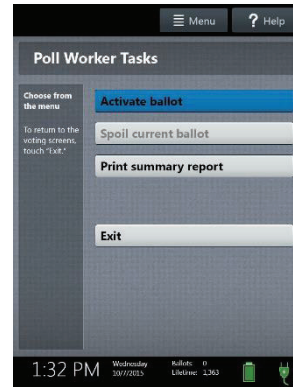 Menu
? Help
Poll Worker Tasks
Choose from
the menu
To return to the
voting screens,
touch "Exit."
Activate ballot
Spoil current ballot
Print summary report
Exit
1:32 PM
Wednesday
10/7/2015
Ballots: 0
Lifetime: 1,363